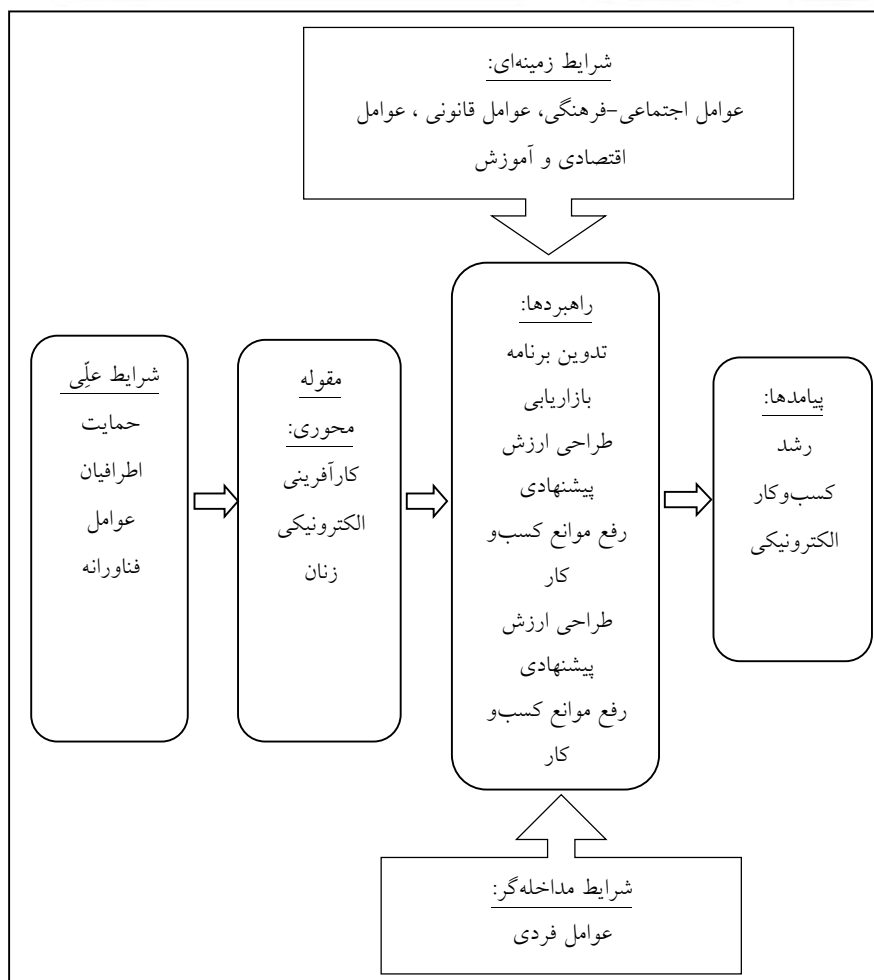 شرایط زمینه‌ای:
عوامل اجتماعی-فرهنگی، عوامل قانونی ، عوامل
اقتصادی و آموزش
شرایط علّی
حمایت
اطرافیان
عوامل
فناورانه
مقوله
محوری:
کارآفرینی
الکترونیکی
زنان
راهبردها:
تدوین برنامه
بازاریابی
طراحی ارزش
پیشنهادی
رفع موانع کسب‌و
کار
طراحی ارزش
پیشنهادی
رفع موانع کسب‌و
کار
پیامدها:
رشد
کسب‌وکار
الکترونیکی
شرایط مداخله‌گر:
عوامل فردی